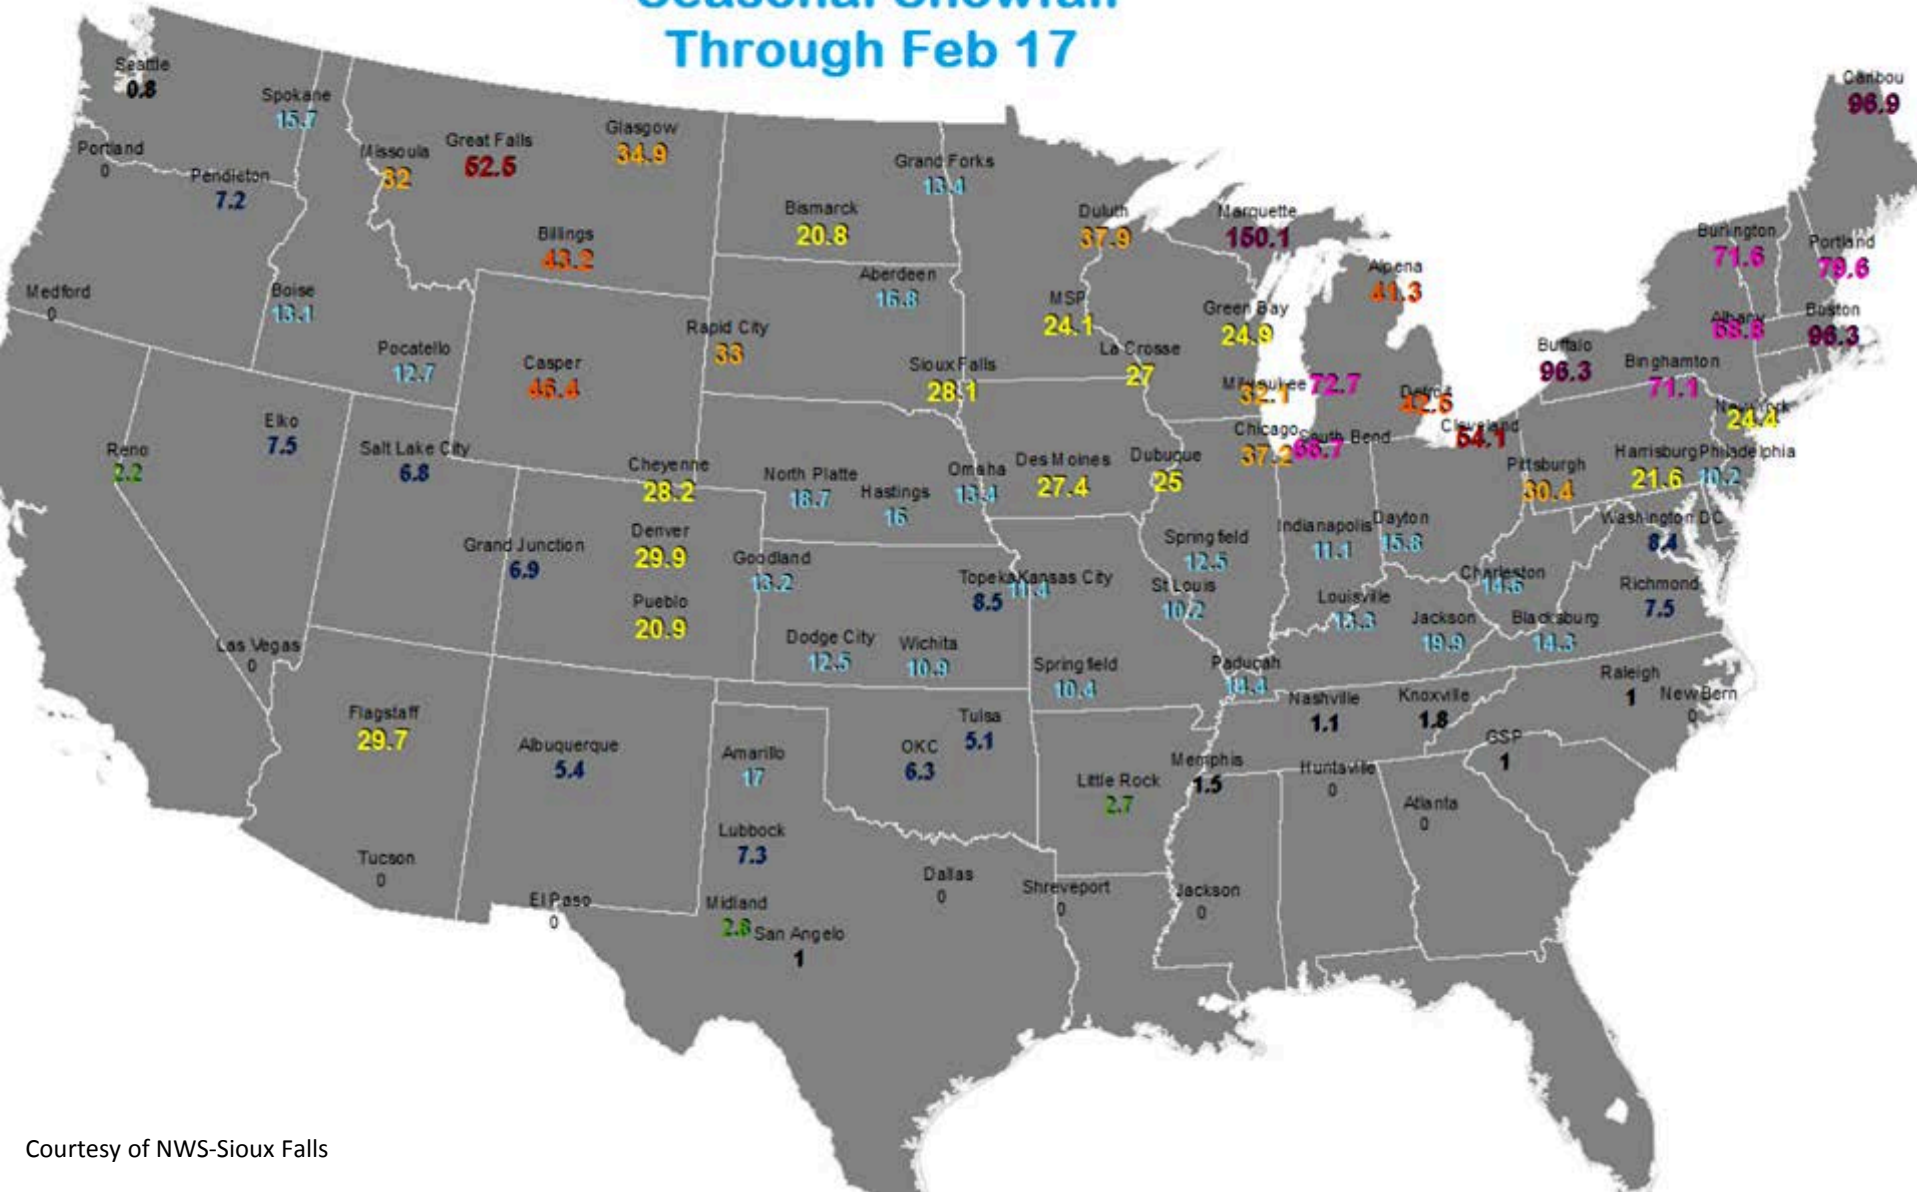 Seasonal Snowfall
Through Feb 17
Seattle
0.8
Spokane
15.7
Portland
0
Pendleton
7.2
Missoula
32
Great Falls
52.5
Glasgow
34.9
Grand Forks
13.4
Bismarck
20.8
Billings
43.2
Medford
0
Boise
13.1
Pocatello
12.7
Casper
46.4
Rapid City
33
Aberdeen
16.8
Sioux Falls
28.1
Duluth
37.9
MSP
24.1
La Crosse
27
Marquette
150.1
Green Bay
24.9
Milwaukee
32.1
72.7
Alpena
41.3
Detroit
42.5
Caribou
96.9
Burlington
71.6
Portland
79.6
Albany
68.8
Boston
96.3
Buffalo
96.3
Binghamton
71.1
New York
24.4
Cleveland
54.1
Chicago
37.2
South Bend
68.7
Pittsburgh
30.4
Harrisburg
21.6
Philadelphia
10.2
Reno
2.2
Elko
7.5
Salt Lake City
6.8
Cheyenne
28.2
North Platte
18.7
Hastings
16
Omaha
13.4
Des Moines
27.4
Dubuque
25
Grand Junction
6.9
Denver
29.9
Pueblo
20.9
Goodland
13.2
Topeka
8.5
Kansas City
11.4
Springfield
12.5
St Louis
10.2
Indianapolis
11.1
Dayton
15.8
Washington DC
8.4
Charleston
14.5
Richmond
7.5
Louisville
13.3
Jackson
19.9
Blacksburg
14.3
Las Vegas
0
Dodge City
12.5
Wichita
10.9
Springfield
10.4
Paducah
14.4
Nashville
1.1
Knoxville
1.8
Raleigh
1
New Bern
0
Flagstaff
29.7
Albuquerque
5.4
Amarillo
17
OKC
6.3
Tulsa
5.1
Little Rock
2.7
Memphis
1.5
Huntsville
0
GSP
1
Atlanta
0
Lubbock
7.3
Tucson
0
El Paso
0
Midland
2.8
San Angelo
1
Dallas
0
Shreveport
0
Jackson
0
Courtesy of NWS-Sioux Falls